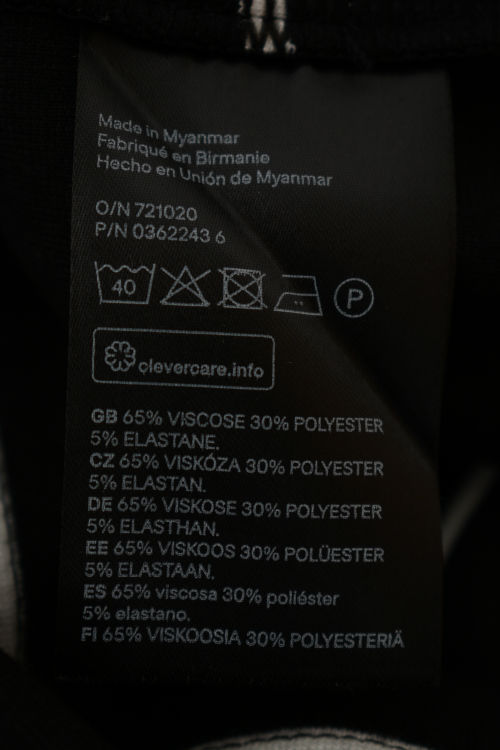 Made in Myanmar
Fabriqué en Birmanie
Hecho en Unión de Myanmar
O/N 721020
P/N 0362243 6
40 P
clevercare.info
GB 65% VISCOSE 30% POLYESTER
5% ELASTANE.
CZ 65% VISKÓZA 30% POLYESTER
5% ELASTAN.
DE 65% VISKOSE 30% POLYESTER
5% ELASTHAN.
EE 65% VISKOOS 30% POLÜESTER
5% ELASTAAN.
ES 65% viscosa 30% poliéster
5% elastano.
FI 65% VISKOOSIA 30% POLYESTERIÄ